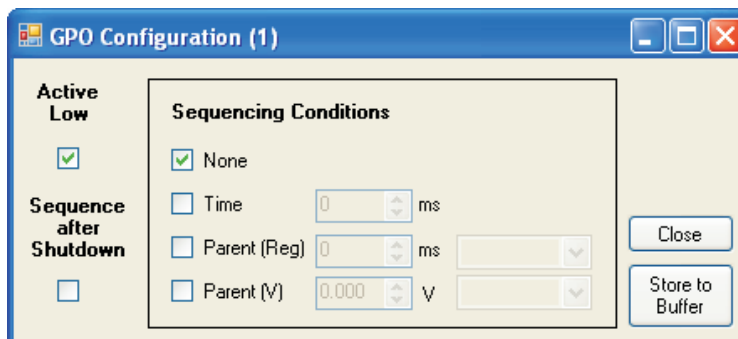 GPO Configuration (1)
Active
Low
Sequence
after
Shutdown
Sequencing Conditions
None
Time 0 ms
Parent (Reg) 0 ms
Parent (V) 0.000 V
Close
Store to
Buffer